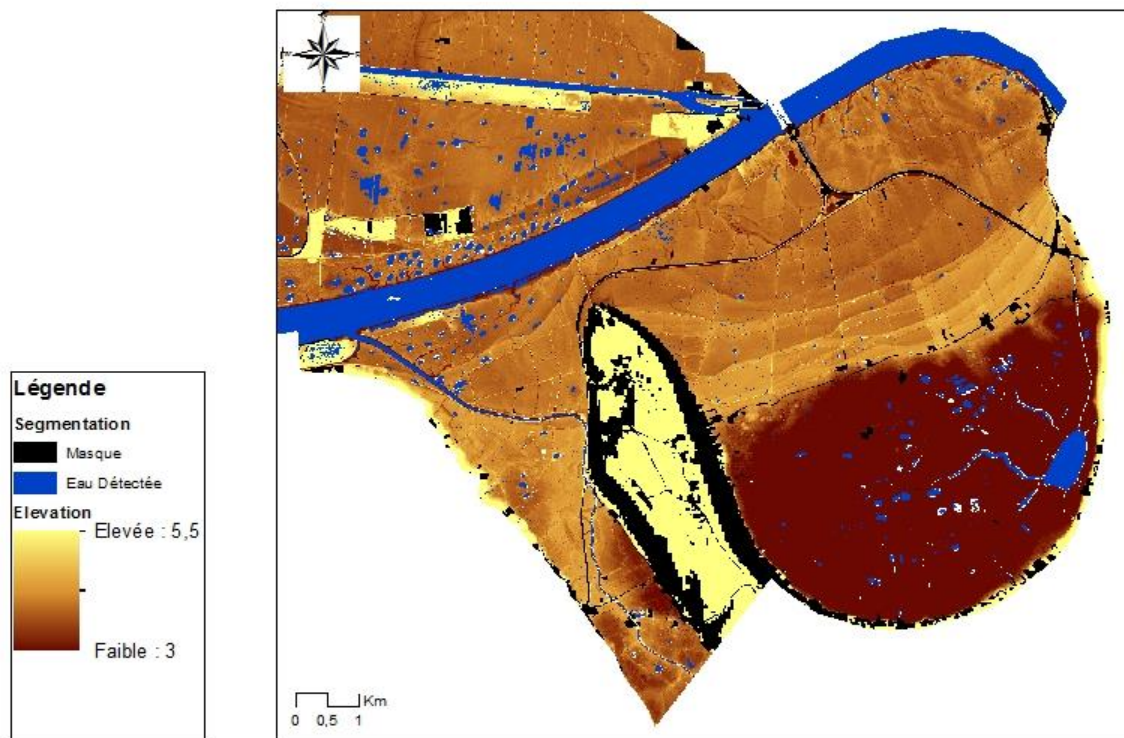 Légende
Segmentation
Masque
Eau Détectée
Elevation
Elevée : 5,5
Faible : 3
Km
0 0,5 1